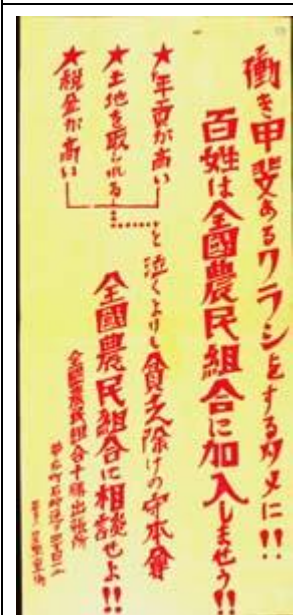 働き甲斐あるクラシをするタメに!!
百姓は全國農民組合に加入しませう!!
★年貢が高い
★土地を取られる
★税金が高い
………と泣くよりも貧乏除けの守本尊
全國農民組合に相談せよ!!
全國農民組合十勝出張所